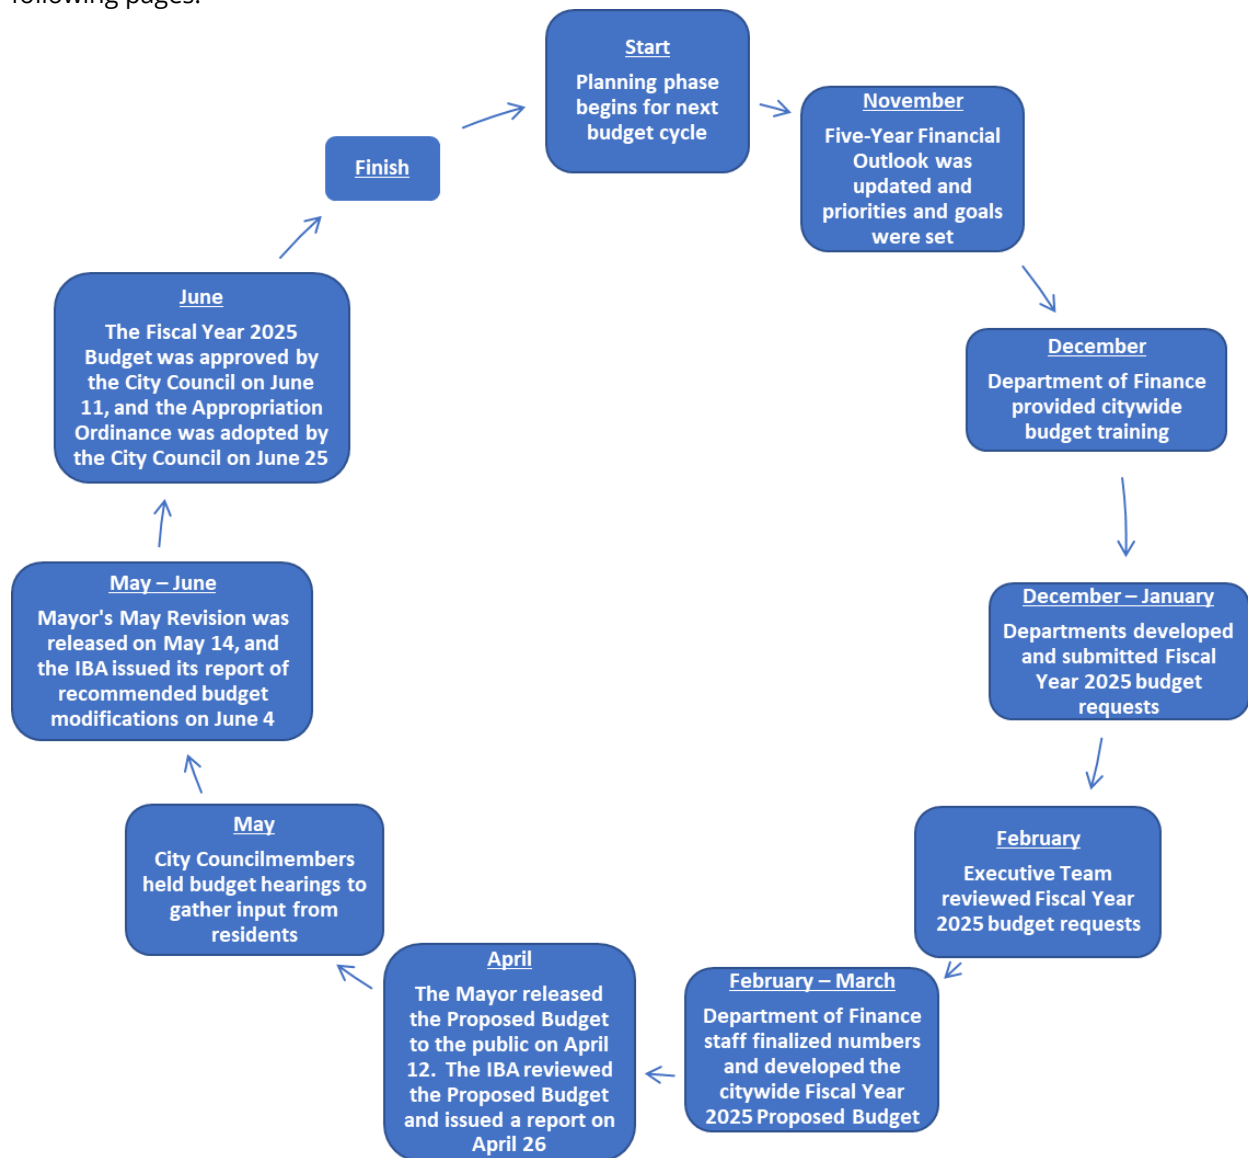 following pages.
Start
Planning phase
begins for next
budget cycle
November
Five-Year Financial
Outlook was
updated and
priorities and goals
were set
December
Department of Finance
provided citywide
budget training
December – January
Departments developed
and submitted Fiscal
Year 2025 budget
requests
February
Executive Team
reviewed Fiscal Year
2025 budget requests
February – March
Department of Finance
staff finalized numbers
and developed the
citywide Fiscal Year
2025 Proposed Budget
April
The Mayor released
the Proposed Budget
to the public on April
12. The IBA reviewed
the Proposed Budget
and issued a report on
April 26
May
City Councilmembers
held budget hearings to
gather input from
residents
May – June
Mayor's May Revision was
released on May 14, and
the IBA issued its report of
recommended budget
modifications on June 4
June
The Fiscal Year 2025
Budget was approved by
the City Council on June
11, and the Appropriation
Ordinance was adopted by
the City Council on June 25
Finish